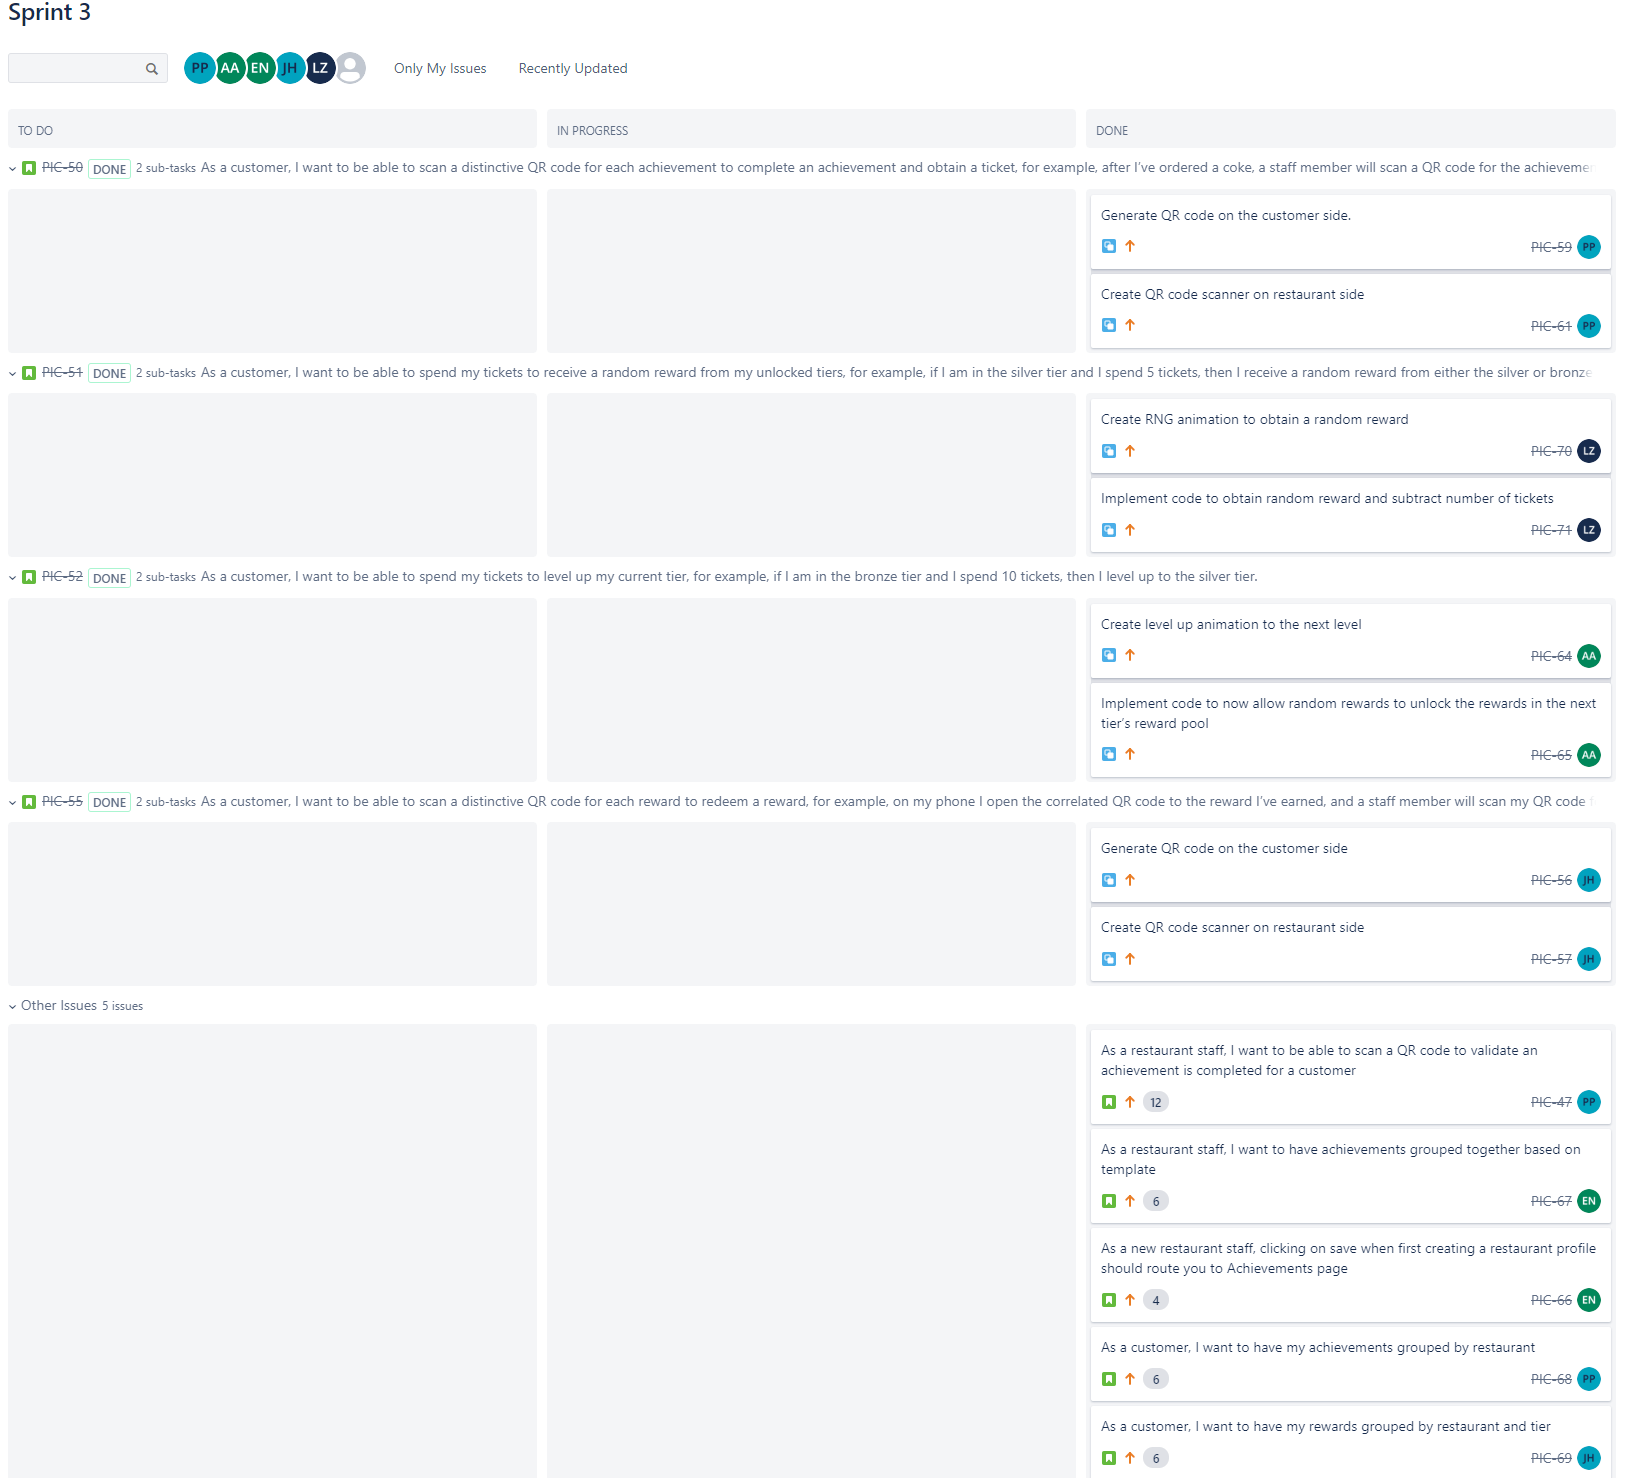 Sprint 3
PP AA EN JH LZ Only My Issues Recently Updated
TO DO IN PROGRESS DONE
PIC-50 DONE 2 sub-tasks As a customer, I want to be able to scan a distinctive QR code for each achievement to complete an achievement and obtain a ticket, for example, after I've ordered a coke, a staff member will scan a QR code for the
Generate QR code on the customer side.
PIC-59 PP
Create QR code scanner on restaurant side
PIC-61 PP
PIC-51 DONE 2 sub-tasks As a customer, I want to be able to spend my tickets to receive a random reward from my unlocked tiers, for example, if I am in the silver tier and I spend 5 tickets, then I receive a random reward from either the silver or bronze
Create RNG animation to obtain a random reward
PIC-70 LZ
Implement code to obtain random reward and subtract number of tickets
PIC-71 LZ
PIC-52 DONE 2 sub-tasks As a customer, I want to be able to spend my tickets to level up my current tier, for example, if I am in the bronze tier and I spend 10 tickets, then I level up to the silver tier.
Create level up animation to the next level
PIC-64 AA
Implement code to now allow random rewards to unlock the rewards in the next
tier's reward pool
PIC-65 AA
PIC-55 DONE 2 sub-tasks As a customer, I want to be able to scan a distinctive QR code for each reward to redeem a reward, for example, on my phone I open the correlated QR code to the reward I've earned, and a staff member will scan my QR code
Generate QR code on the customer side
PIC-56 JH
Create QR code scanner on restaurant side
PIC-57 JH
Other Issues 5 issues
As a restaurant staff, I want to be able to scan a QR code to validate an
achievement is completed for a customer
12 PIC-47 PP
As a restaurant staff, I want to have achievements grouped together based on
template
6 PIC-67 EN
As a new restaurant staff, clicking on save when first creating a restaurant profile
should route you to Achievements page
4 PIC-66 EN
As a customer, I want to have my achievements grouped by restaurant
6 PIC-68 PP
As a customer, I want to have my rewards grouped by restaurant and tier
6 PIC-69 JH